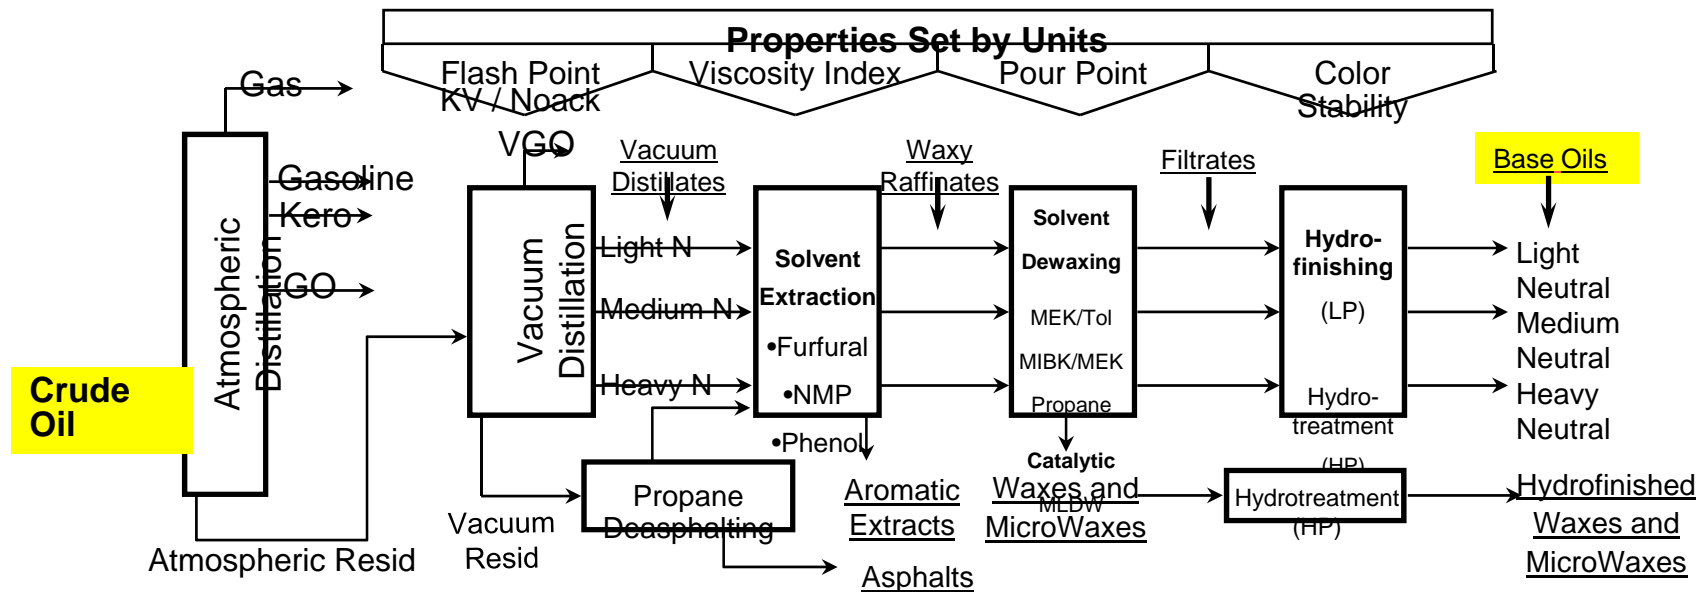 Properties Set by Units
Flash Point
KV / Noack
Viscosity Index
Pour Point
Color
Stability
Gas
Gasoline
Kero
GO
Atmospheric
Distillation
Crude
Oil
Atmospheric Resid
VGO
Vacuum
Distillation
Vacuum
Distillates
Light N
Medium N
Heavy N
Vacuum
Resid
Propane
Deasphalting
Solvent
Extraction
•Furfural
•NMP
•Phenol
Aromatic
Extracts
Asphalts
Waxy
Raffinates
Solvent
Dewaxing
MEK/Tol
MIBK/MEK
Propane
Catalytic
MLDW
Waxes and
MicroWaxes
Filtrates
Hydro-
finishing
(LP)
Hydro-
treatment
(HP)
Hydrotreatment
(HP)
Base Oils
Light
Neutral
Medium
Neutral
Heavy
Neutral
Hydrofinished
Waxes and
MicroWaxes